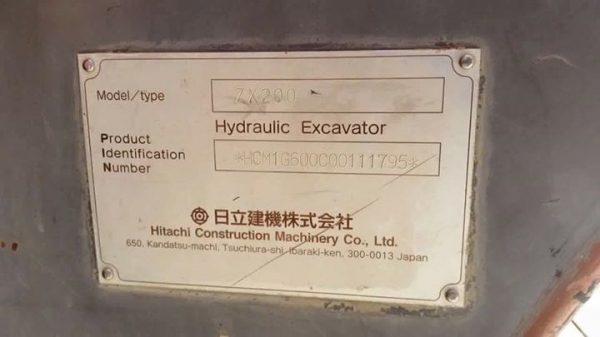 Model/type ZX200
Hydraulic Excavator
Product
Identification
Number
*HCM1G600C00111795*
日立建機株式会社
Hitachi Construction Machinery Co., Ltd.
650, Kandatsu-machi, Tsuchiura-shi, Ibaraki-ken, 300-0013 Japan